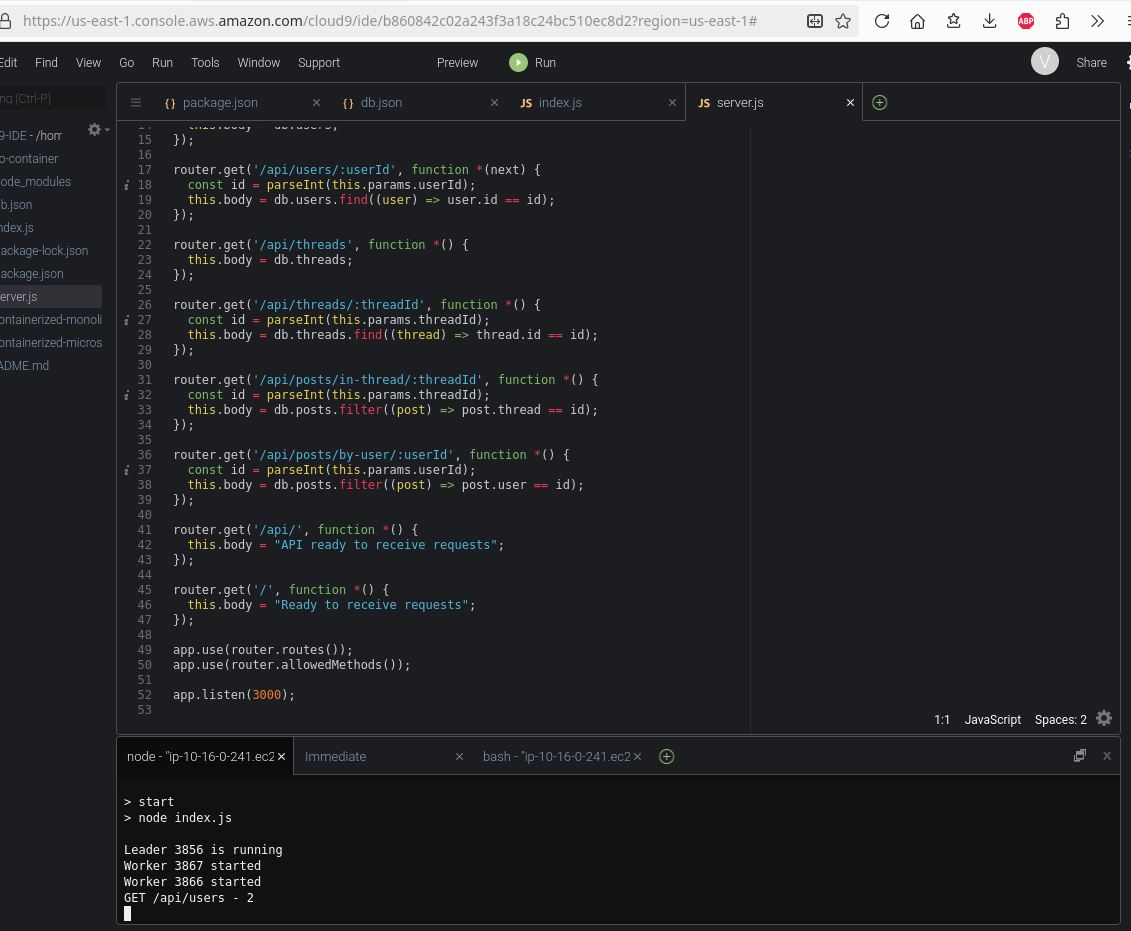 https://us-east-1.console.aws.amazon.com/cloud9/ide/b860842c02a243f3a18c24bc510ec8d2?region=us-east-1#
ABP
Edit Find View Go Run Tools Window Support Preview Run V Share
ng (Ctrl-P)
package.json db.json JS index.js JS server.js
9-IDE - /hom
o-container
ode_modules
b.json
ndex.js
ackage-lock.json
ackage.json
erver.js
ontainerized-monoli
ontainerized-micros
ADME.md
14 this.body = db.users;
15 });
16
17 router.get('/api/users/:userId', function *(next) {
18 const id = parseInt(this.params.userId);
19 this.body = db.users.find((user) => user.id == id);
20 });
21
22 router.get('/api/threads', function *() {
23 this.body = db.threads;
24 });
25
26 router.get('/api/threads/:threadId', function *() {
27 const id = parseInt(this.params.threadId);
28 this.body = db.threads.find((thread) => thread.id == id);
29 });
30
31 router.get('/api/posts/in-thread/:threadId', function *() {
32 const id = parseInt(this.params.threadId);
33 this.body = db.posts.filter((post) => post.thread == id);
34 });
35
36 router.get('/api/posts/by-user/:userId', function *() {
37 const id = parseInt(this.params.userId);
38 this.body = db.posts.filter((post) => post.user == id);
39 });
40
41 router.get('/api/', function *() {
42 this.body = "API ready to receive requests";
43 });
44
45 router.get('/', function *() {
46 this.body = "Ready to receive requests";
47 });
48
49 app.use(router.routes());
50 app.use(router.allowedMethods());
51
52 app.listen(3000);
53
1:1 JavaScript Spaces: 2
node - "ip-10-16-0-241.ec2 Immediate bash - "ip-10-16-0-241.ec2
> start
> node index.js
Leader 3856 is running
Worker 3867 started
Worker 3866 started
GET /api/users - 2